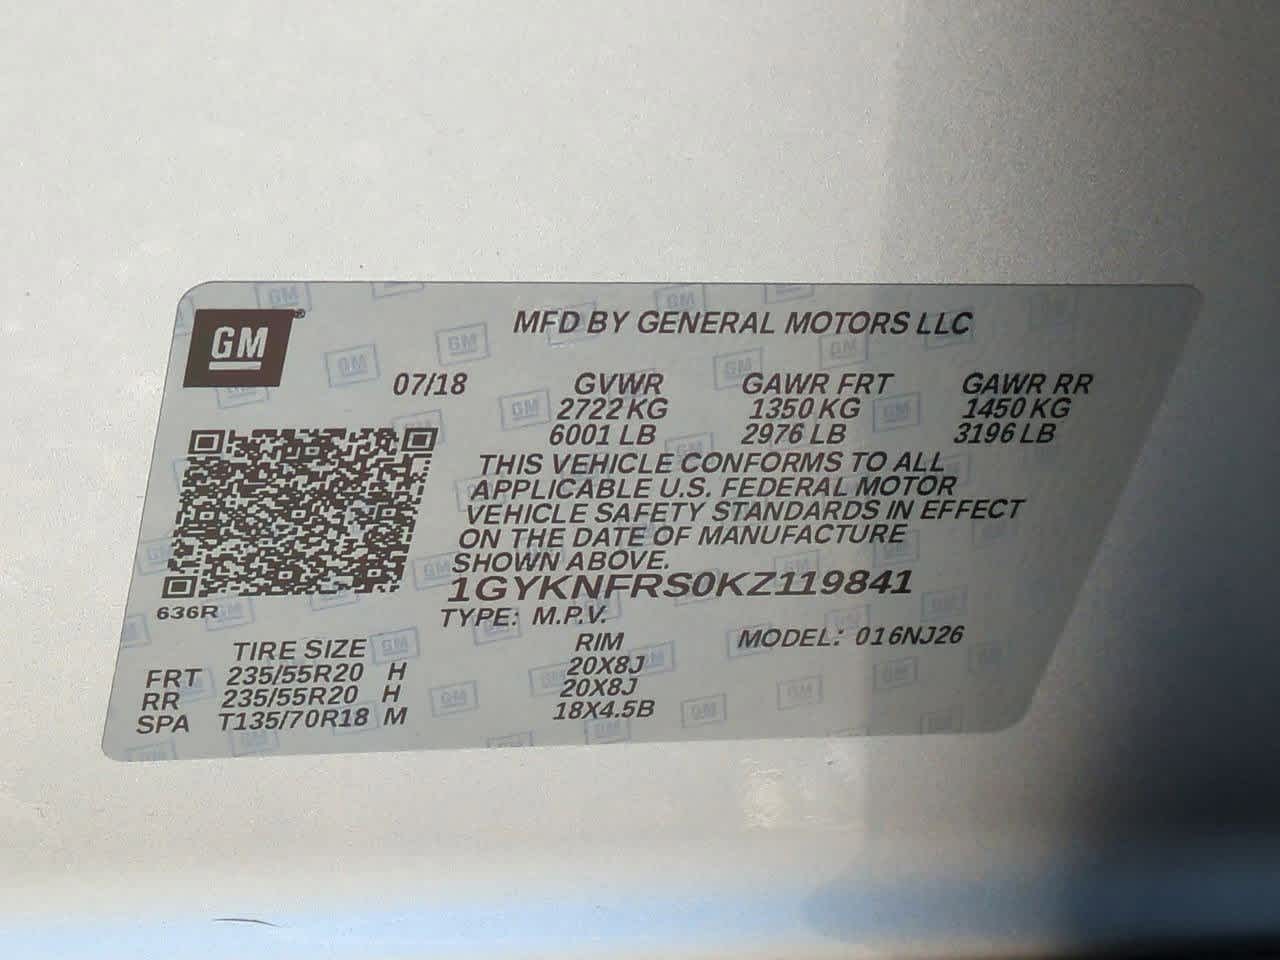 GM®
MFD BY GENERAL MOTORS LLC
07/18 GVWR GAWR FRT GAWR RR
2722 KG 1350 KG 1450 KG
6001 LB 2976 LB 3196 LB
THIS VEHICLE CONFORMS TO ALL
APPLICABLE U.S. FEDERAL MOTOR
VEHICLE SAFETY STANDARDS IN EFFECT
ON THE DATE OF MANUFACTURE
SHOWN ABOVE.
1GYKNFRS0KZ119841
636R
TYPE: M.P.V.
TIRE SIZE RIM MODEL: 016NJ26
FRT 235/55R20 H 20X8J
RR 235/55R20 H 20X8J
SPA T135/70R18 M 18X4.5B